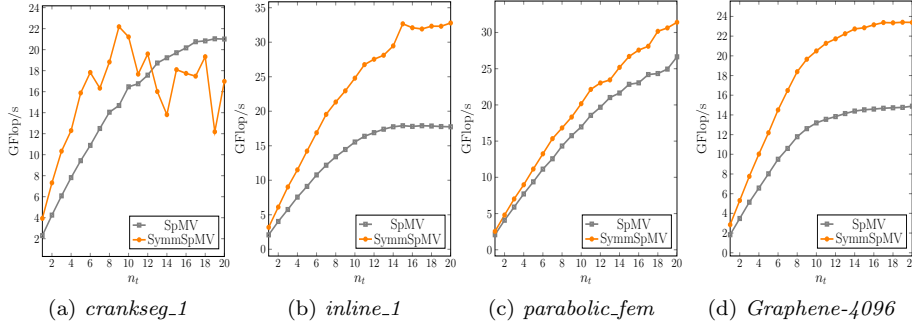 GFlop/s
24
22
20
18
16
14
12
10
8
6
4
2
2 4 6 8 10 12 14 16 18 20
n_t
SpMV
SymmSpMV
(a) crankseg_1
GFlop/s
35
30
25
20
15
10
5
0
2 4 6 8 10 12 14 16 18 20
n_t
SpMV
SymmSpMV
(b) inline_1
GFlop/s
30
25
20
15
10
5
0
2 4 6 8 10 12 14 16 18 20
n_t
SpMV
SymmSpMV
(c) parabolic_fem
GFlop/s
24
22
20
18
16
14
12
10
8
6
4
2
0
2 4 6 8 10 12 14 16 18 20
n_t
SpMV
SymmSpMV
(d) Graphene-4096